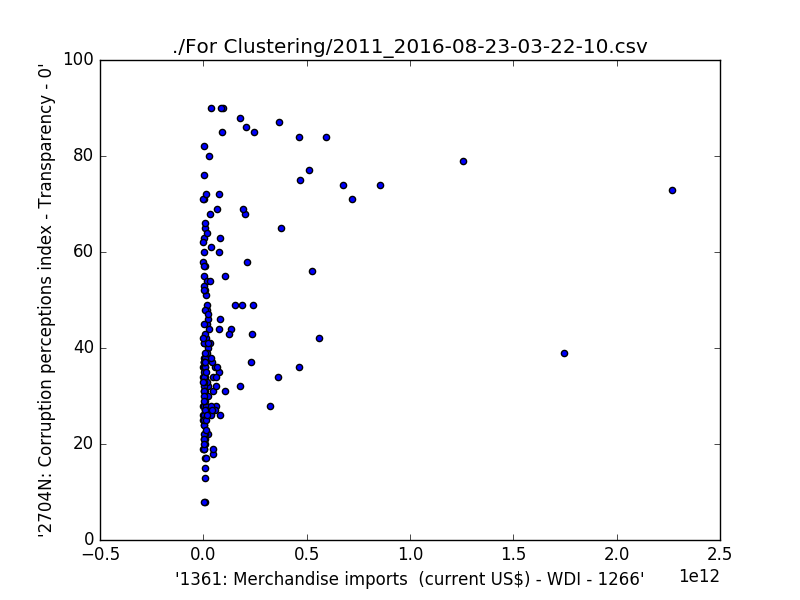 ./For Clustering/2011_2016-08-23-03-22-10.csv
100
80
60
40
20
0
'2704N: Corruption perceptions index - Transparency - 0'
−0.5 0.0 0.5 1.0 1.5 2.0 2.5
1e12
'1361: Merchandise imports  (current US$) - WDI - 1266'